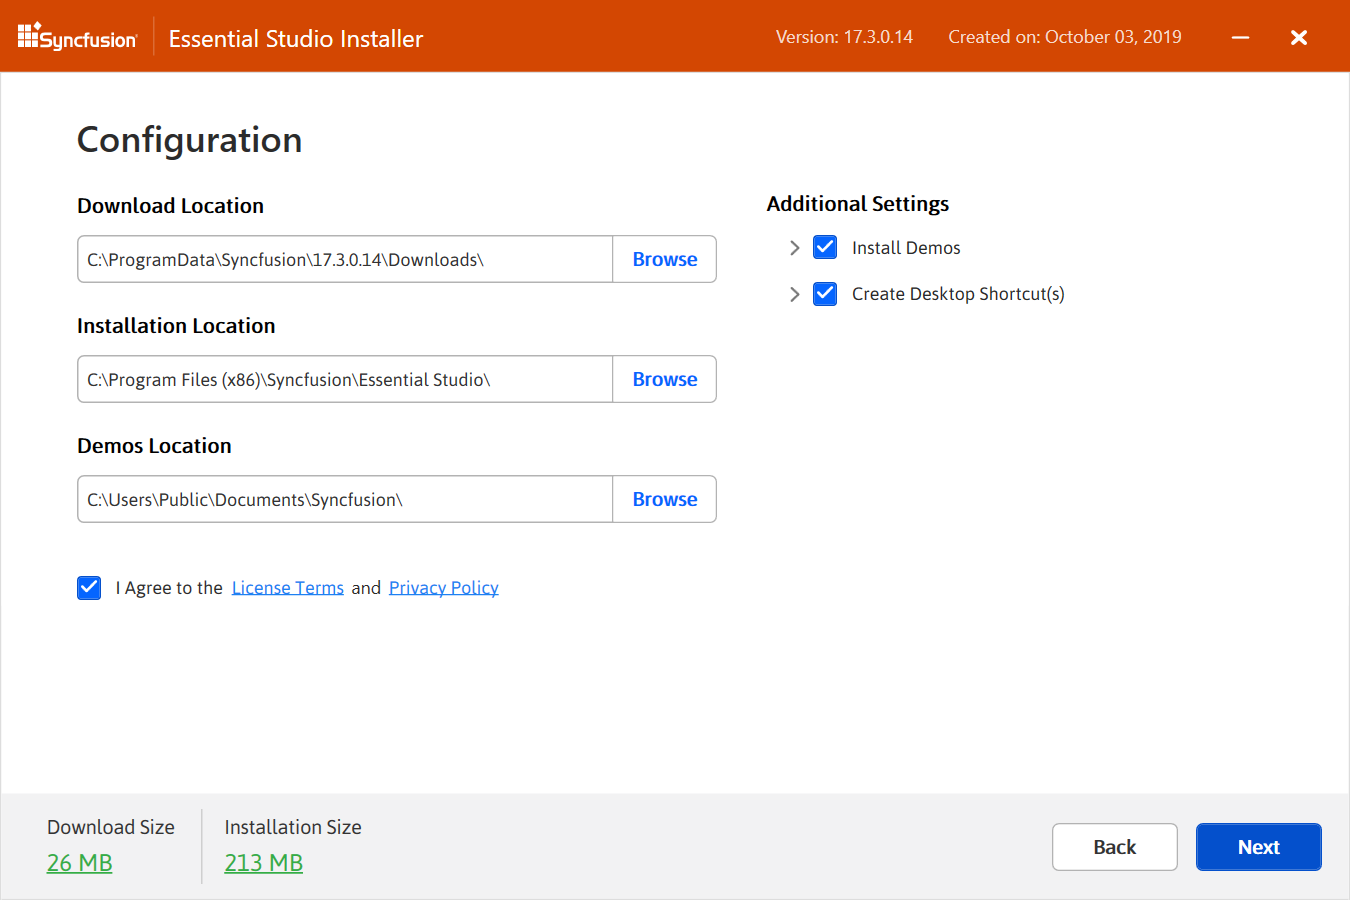 Syncfusion Essential Studio Installer Version: 17.3.0.14 Created on: October 03, 2019
Configuration
Download Location
C:\ProgramData\Syncfusion\17.3.0.14\Downloads\ Browse
Installation Location
C:\Program Files (x86)\Syncfusion\Essential Studio\ Browse
Demos Location
C:\Users\Public\Documents\Syncfusion\ Browse
I Agree to the License Terms and Privacy Policy
Additional Settings
Install Demos
Create Desktop Shortcut(s)
Download Size
26 MB
Installation Size
213 MB
Back
Next